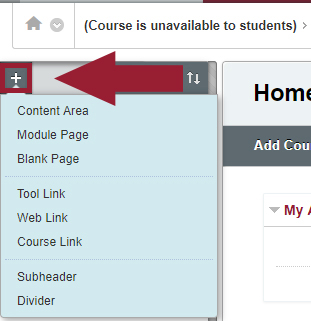 (Course is unavailable to students)
Home
Add Cou
My A
Content Area
Module Page
Blank Page
Tool Link
Web Link
Course Link
Subheader
Divider